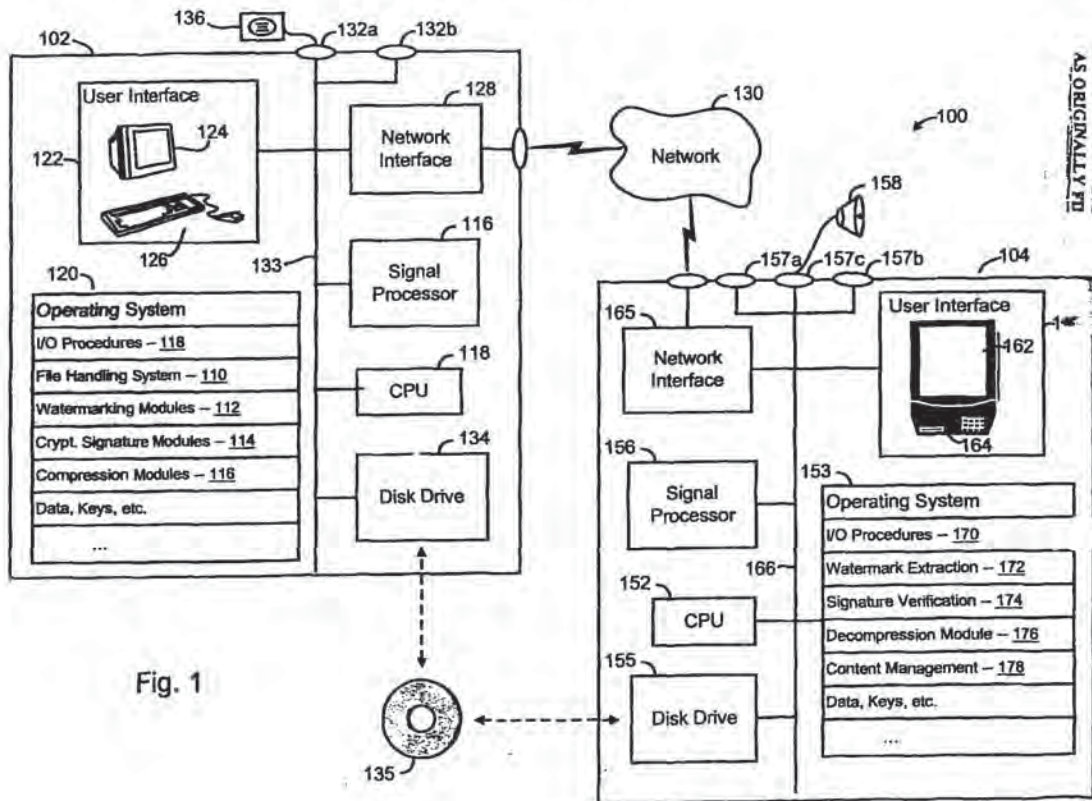 136
132a
132b
102
User Interface
124
122
126
128
Network
Interface
133
116
Signal
Processor
118
CPU
134
Disk Drive
120
Operating System
I/O Procedures – 118
File Handling System – 110
Watermarking Modules – 112
Crypt. Signature Modules – 114
Compression Modules – 116
Data, Keys, etc.
...
130
Network
100
AS ORIGINALLY
158
157a
157c
157b
104
165
Network
Interface
User Interface
162
164
156
Signal
Processor
166
152
CPU
155
Disk Drive
153
Operating System
I/O Procedures – 170
Watermark Extraction – 172
Signature Verification – 174
Decompression Module – 176
Content Management – 178
Data, Keys, etc.
...
135
Fig. 1